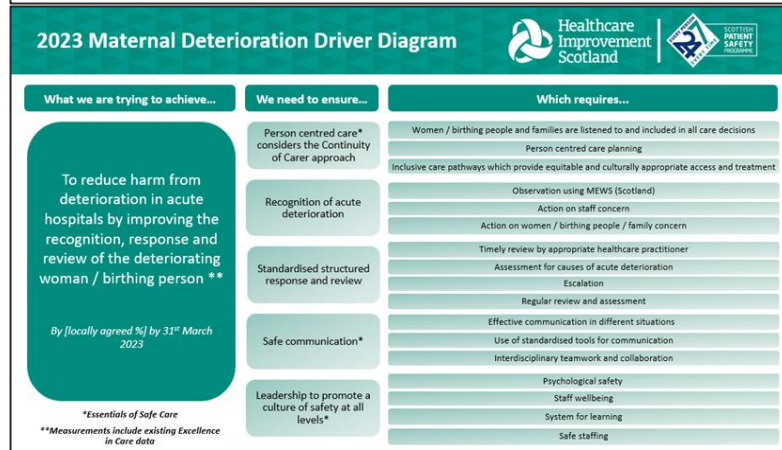 2023 Maternal Deterioration Driver Diagram
Healthcare
Improvement
Scotland
SCOTTISH
PATIENT
SAFETY
PROGRAMME
What we are trying to achieve...
To reduce harm from
deterioration in acute
hospitals by improving the
recognition, response and
review of the deteriorating
woman / birthing person **
By [locally agreed %] by 31st March
2023
*Essentials of Safe Care
**Measurements include existing Excellence
in Care data
We need to ensure...
Person centred care*
considers the Continuity
of Carer approach
Recognition of acute
deterioration
Standardised structured
response and review
Safe communication*
Leadership to promote a
culture of safety at all
levels*
Which requires...
Women / birthing people and families are listened to and included in all care decisions
Person centred care planning
Inclusive care pathways which provide equitable and culturally appropriate access and treatment
Observation using MEWS (Scotland)
Action on staff concern
Action on women / birthing people / family concern
Timely review by appropriate healthcare practitioner
Assessment for causes of acute deterioration
Escalation
Regular review and assessment
Effective communication in different situations
Use of standardised tools for communication
Interdisciplinary teamwork and collaboration
Psychological safety
Staff wellbeing
System for learning
Safe staffing